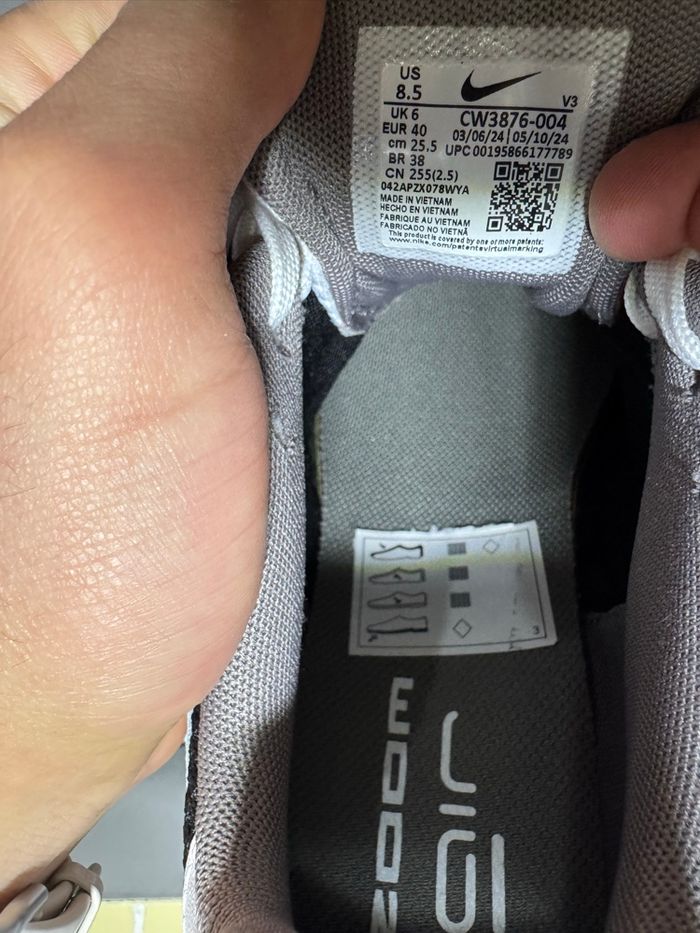 US
8.5
V3
UK 6
EUR 40
cm 25.5
BR 38
CN 255(2.5)
CW3876-004
03/06/24 05/10/24
UPC 00195866177789
042APZX078WYA
MADE IN VIETNAM
HECHO EN VIETNAM
FABRIQUE AU VIETNAM
FABRICADO NO VIETNÃ
This product is covered by one or more patents:
www.nike.com/patentsvirtualmarking
3
ZOOM